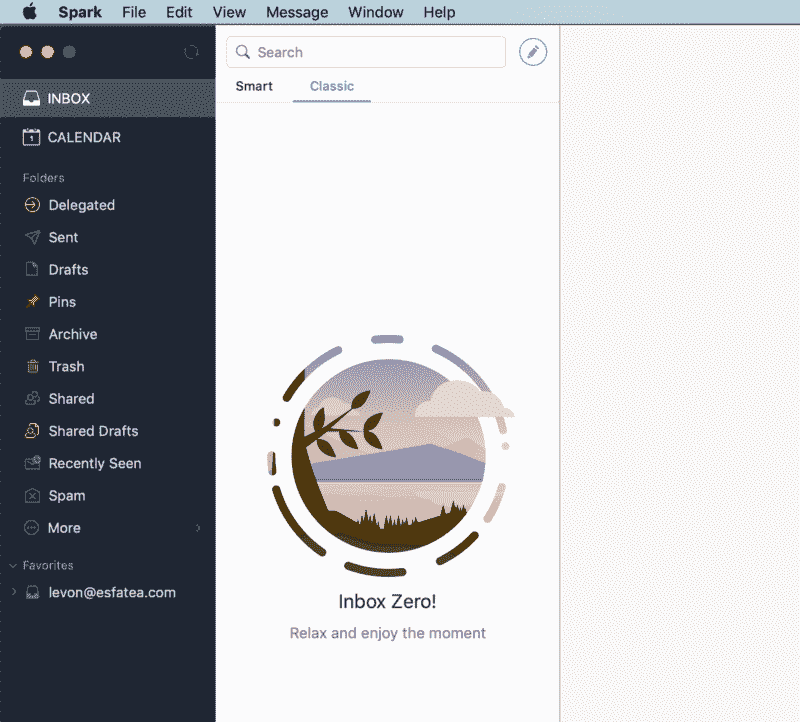 Spark File Edit View Message Window Help
Search
Smart Classic
INBOX
1 CALENDAR
Folders
Delegated
Sent
Drafts
Pins
Archive
Trash
Shared
Shared Drafts
Recently Seen
Spam
More
Favorites
levon@esfatea.com
Inbox Zero!
Relax and enjoy the moment